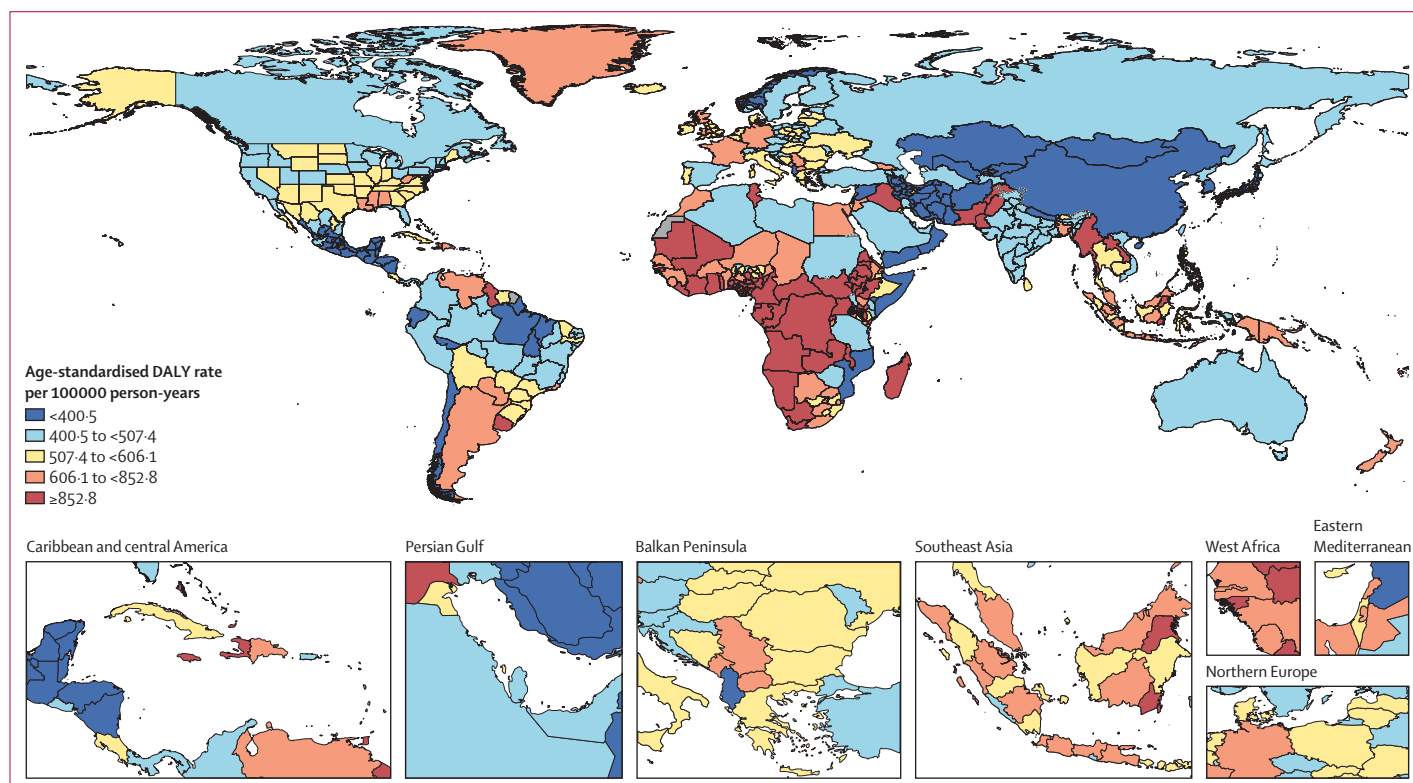 Age-standardised DALY rate
per 100000 person-years
<400·5
400·5 to <507·4
507·4 to <606·1
606·1 to <852·8
≥852·8
Caribbean and central America
Persian Gulf
Balkan Peninsula
Southeast Asia
West Africa
Eastern
Mediterranean
Northern Europe